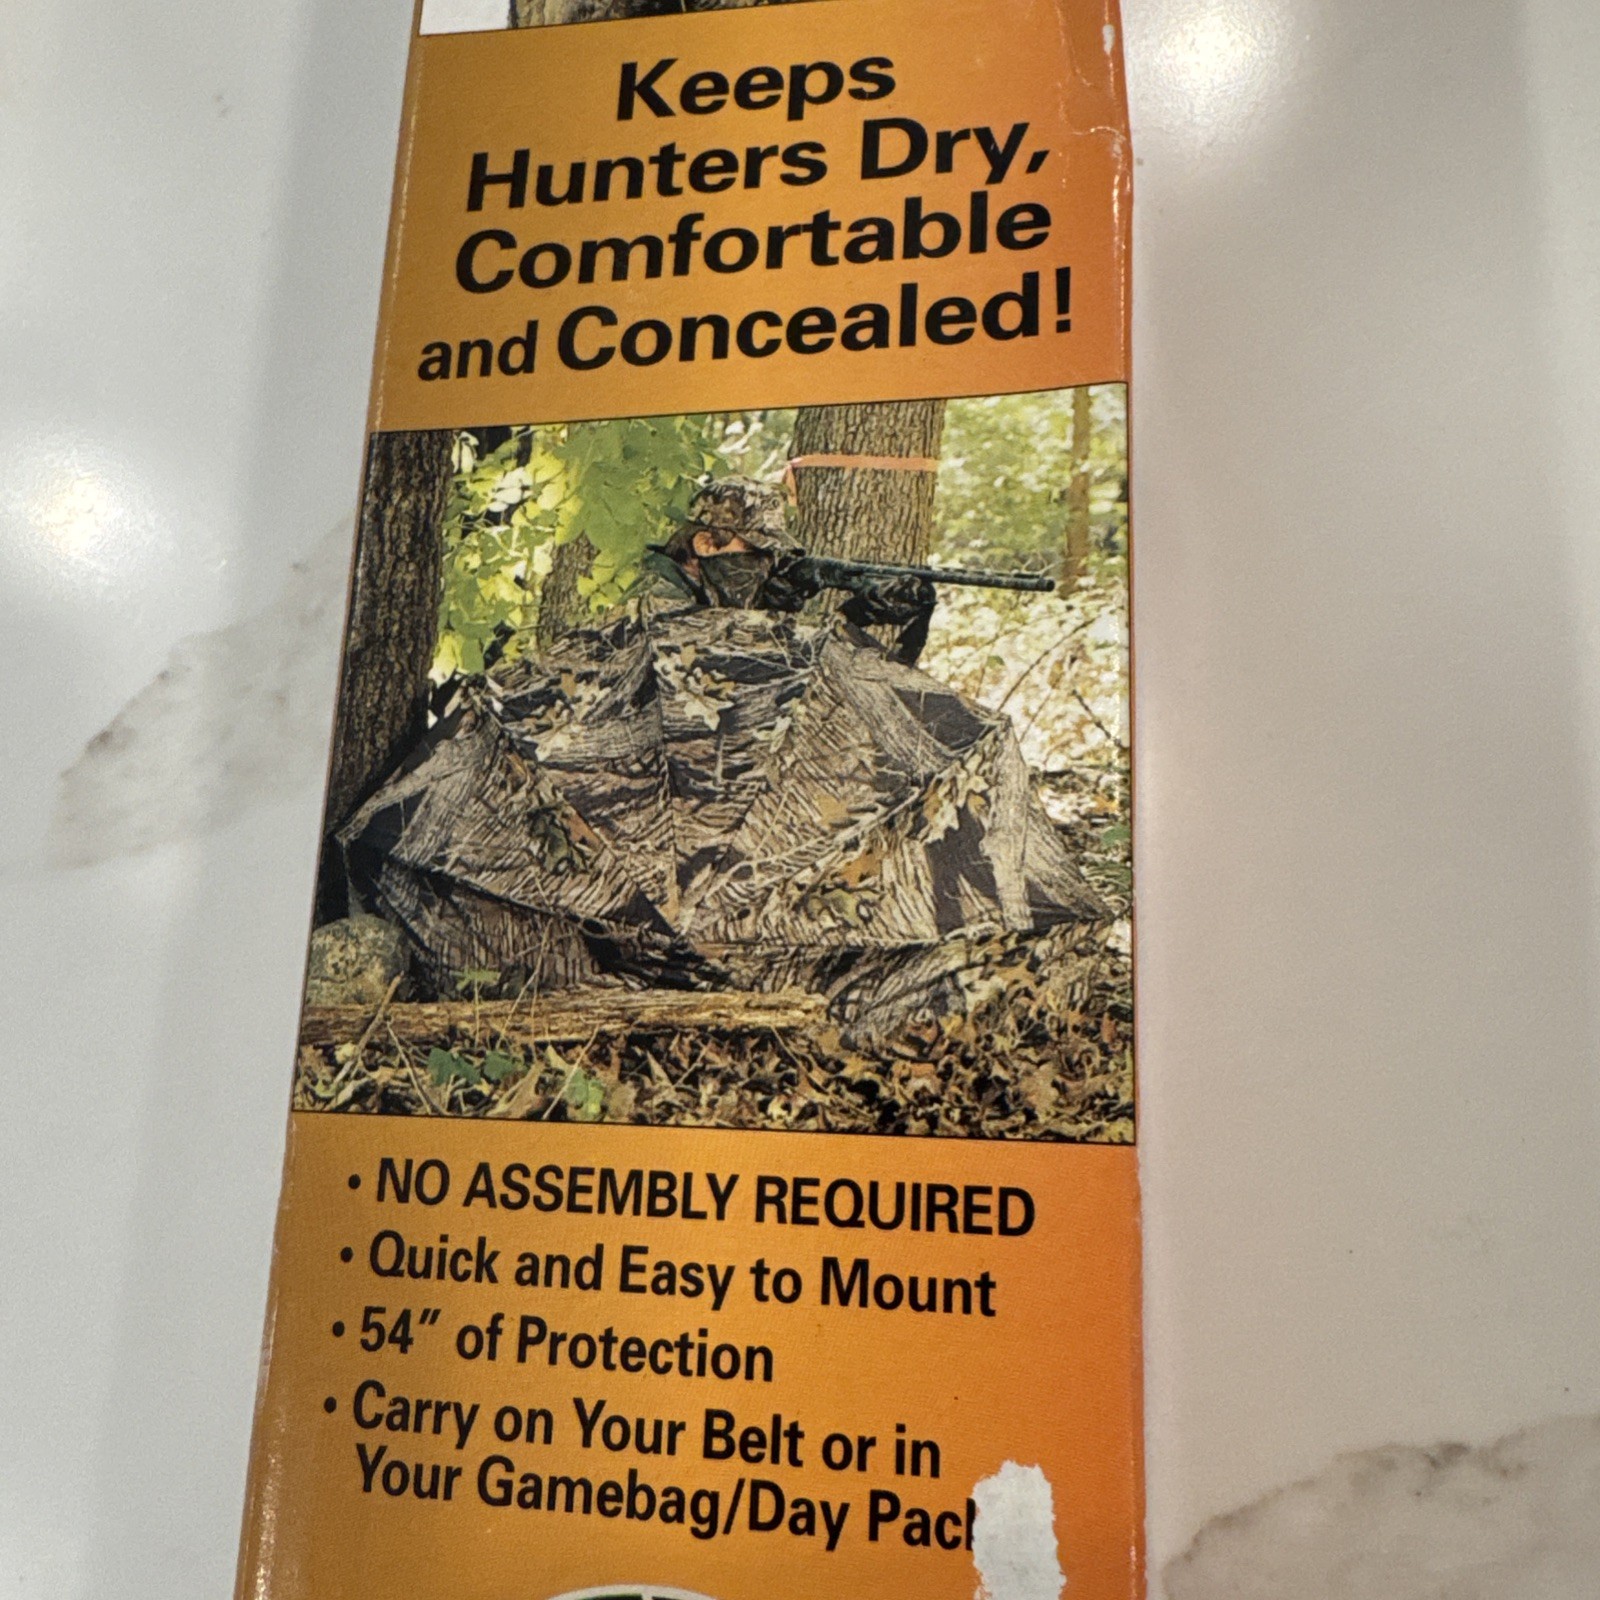 Keeps
Hunters Dry,
Comfortable
and Concealed!
• NO ASSEMBLY REQUIRED
• Quick and Easy to Mount
• 54" of Protection
• Carry on Your Belt or in
Your Gamebag/Day Pack